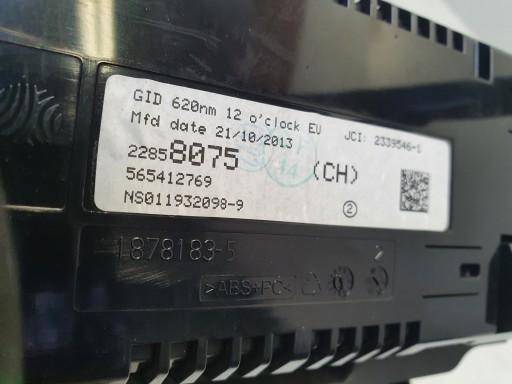 GID 620nm 12 o'clock EU JCI: 2339546-5
Mfd date 21/10/2013
22858075 (CH)
565412769
NS011932098-9 2
1878183-5
>ABS+PC<